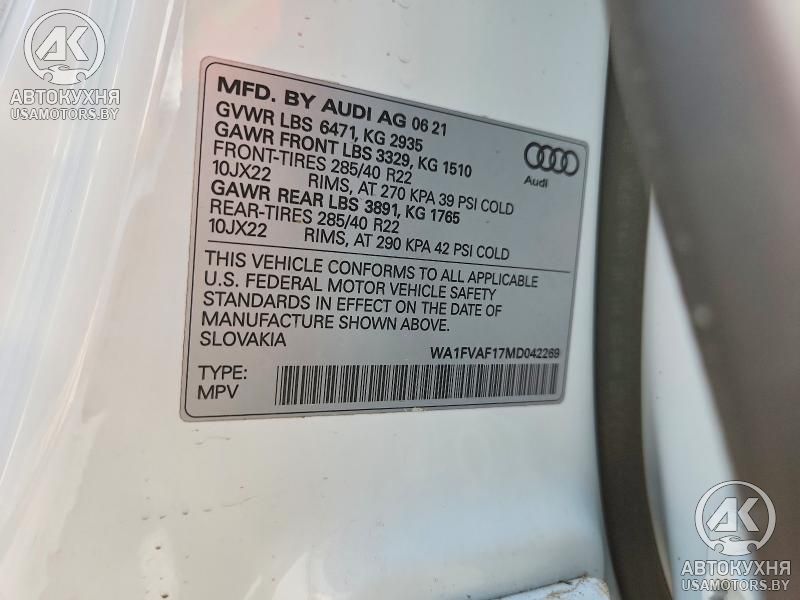 AK
АВТОКУХНЯ
USAMOTORS.BY
MFD. BY AUDI AG 06 21
GVWR LBS 6471, KG 2935
GAWR FRONT LBS 3329, KG 1510
FRONT-TIRES 285/40 R22
10JX22 RIMS, AT 270 KPA 39 PSI COLD
GAWR REAR LBS 3891, KG 1765
REAR-TIRES 285/40 R22
10JX22 RIMS, AT 290 KPA 42 PSI COLD
Audi
THIS VEHICLE CONFORMS TO ALL APPLICABLE
U.S. FEDERAL MOTOR VEHICLE SAFETY
STANDARDS IN EFFECT ON THE DATE OF
MANUFACTURE SHOWN ABOVE.
SLOVAKIA
WA1FVAF17MD042269
TYPE:
MPV
AK
АВТОКУХНЯ
USAMOTORS.BY